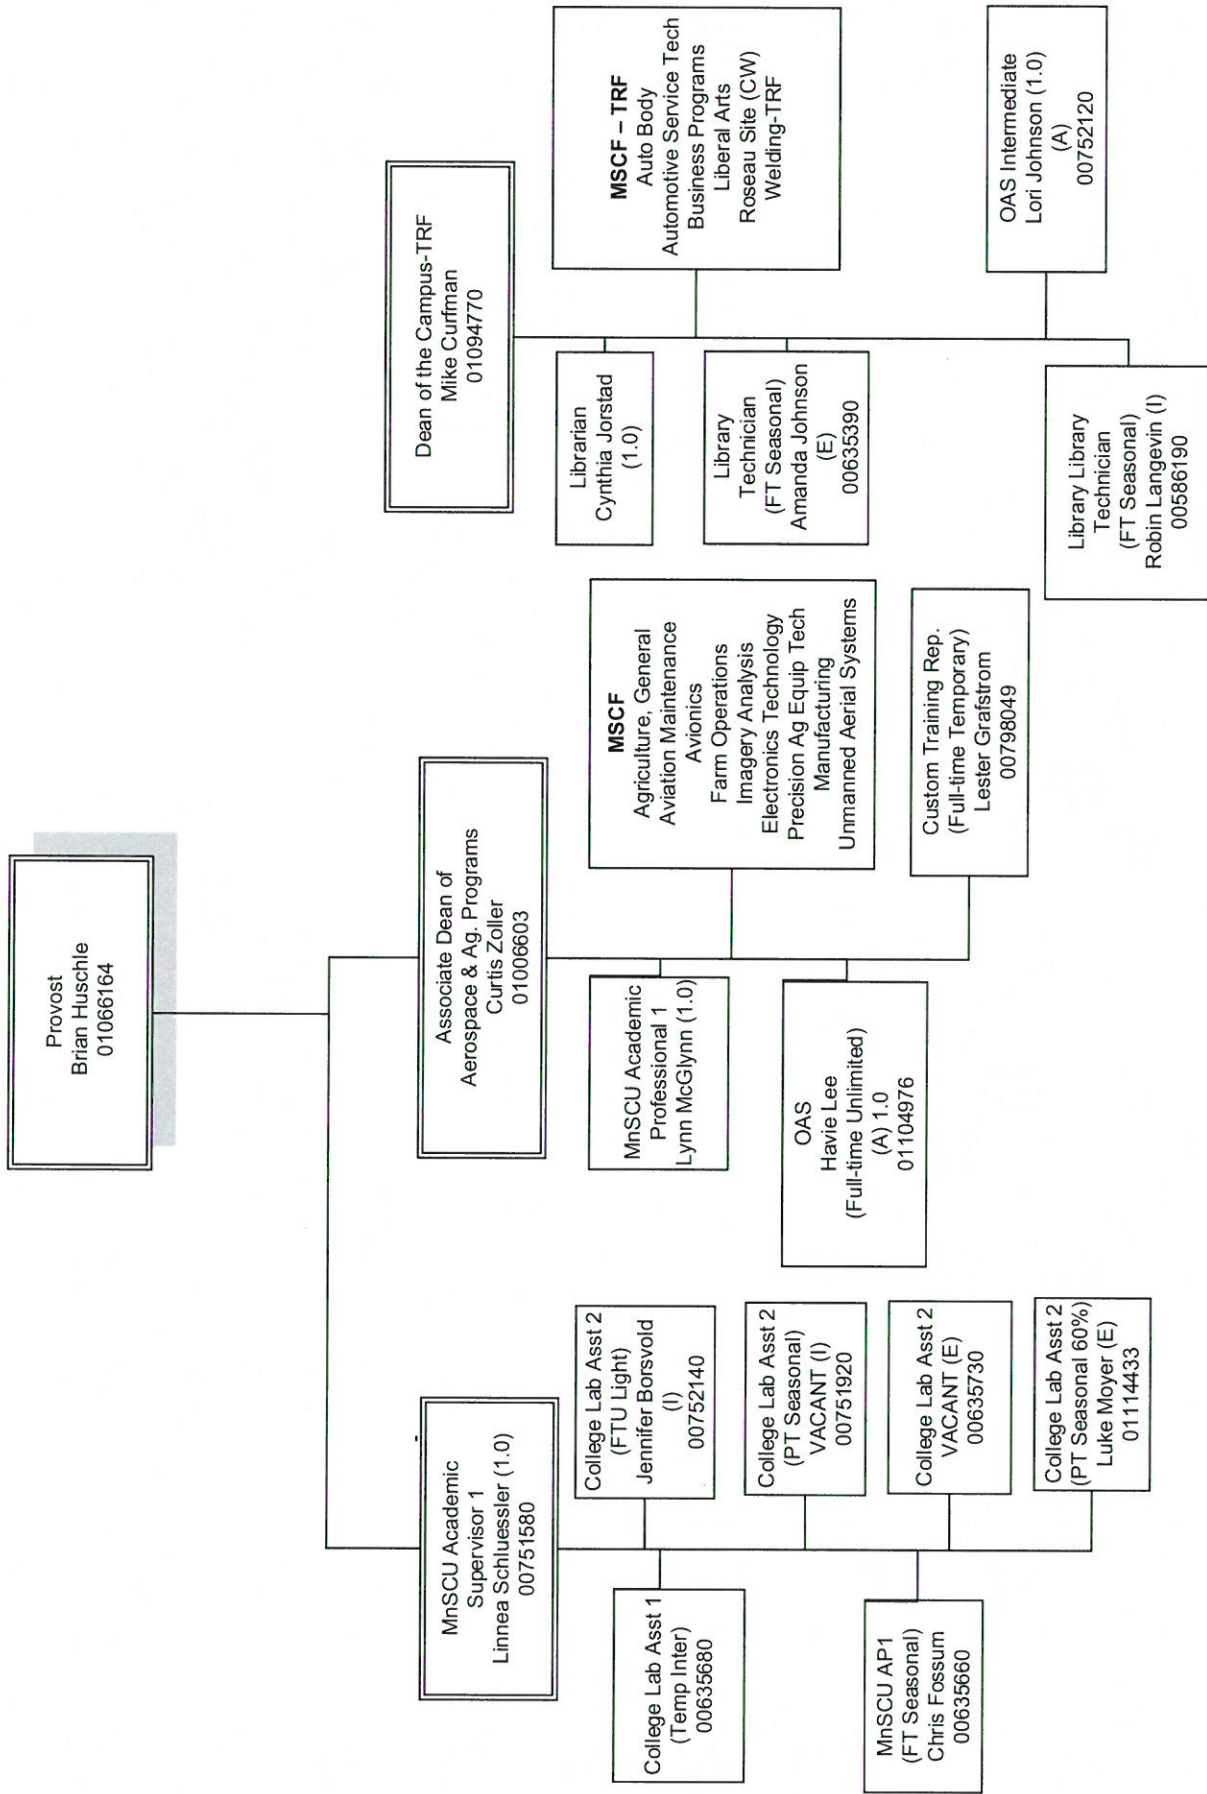 Provost
Brian Huschle
01066164
MnSCU Academic
Supervisor 1
Linnea Schluessler (1.0)
00751580
Associate Dean of
Aerospace & Ag. Programs
Curtis Zoller
01006603
Dean of the Campus-TRF
Mike Curfman
01094770
College Lab Asst 1
(Temp Inter)
00635680
College Lab Asst 2
(FTU Light)
Jennifer Borsvold
(I)
00752140
College Lab Asst 2
(PT Seasonal)
VACANT (I)
00751920
MnSCU AP1
(FT Seasonal)
Chris Fossum
00635660
College Lab Asst 2
VACANT (E)
00635730
College Lab Asst 2
(PT Seasonal 60%)
Luke Moyer (E)
01114433
MnSCU Academic
Professional 1
Lynn McGlynn (1.0)
MSCF
Agriculture, General
Aviation Maintenance
Avionics
Farm Operations
Imagery Analysis
Electronics Technology
Precision Ag Equip Tech
Manufacturing
Unmanned Aerial Systems
OAS
Havie Lee
(Full-time Unlimited)
(A) 1.0
01104976
Custom Training Rep.
(Full-time Temporary)
Lester Grafstrom
00798049
Librarian
Cynthia Jorstad
(1.0)
MSCF – TRF
Auto Body
Automotive Service Tech
Business Programs
Liberal Arts
Roseau Site (CW)
Welding-TRF
Library
Technician
(FT Seasonal)
Amanda Johnson
(E)
00635390
OAS Intermediate
Lori Johnson (1.0)
(A)
00752120
Library Library
Technician
(FT Seasonal)
Robin Langevin (I)
00586190